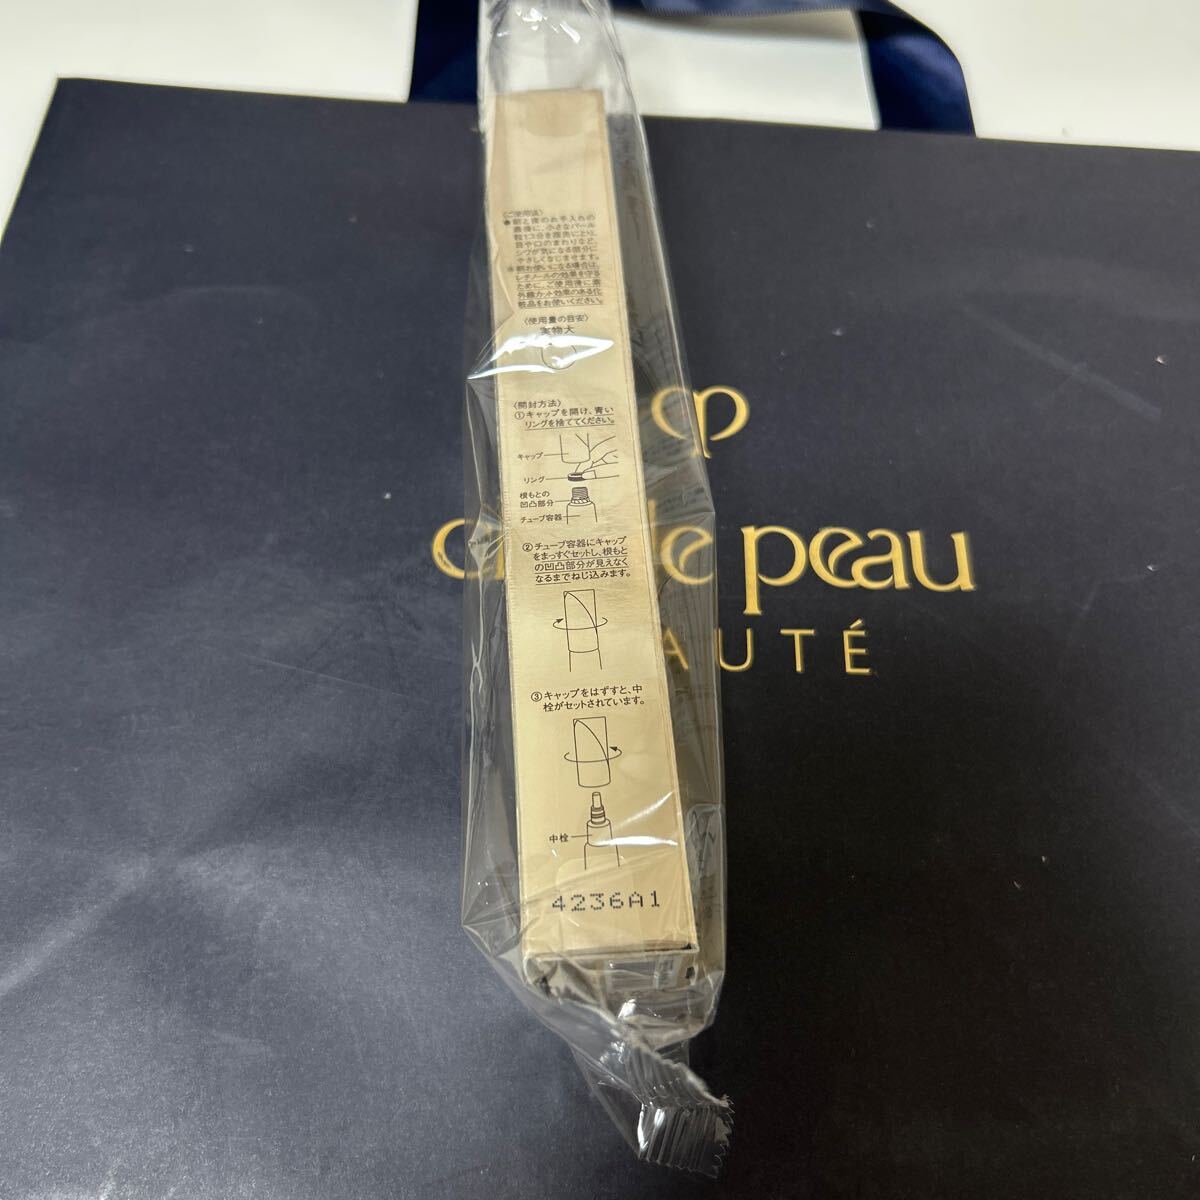 〈ご使用法〉
●朝と夜のお手入れの
最後に、小さなパール
粒1コ分を指先にとり、
目や口のまわりなど、
シワが気になる部分に
やさしくなじませます。
※朝お使いになる場合は、
レチノールの効果を守る
ために、ご使用後に紫
外線カット効果のある化
粧品をお使いください。
〈使用量の目安〉
実物大
〈開封方法〉
①キャップを開け、青い
リングを捨ててください。
キャップ
リング
根もとの
凹凸部分
チューブ容器
②チューブ容器にキャップ
をまっすぐセットし、根もと
の凹凸部分が見えなく
なるまでねじ込みます。
③キャップをはずすと、中
栓がセットされています。
中栓
4236A1
de peau
AUTÉ